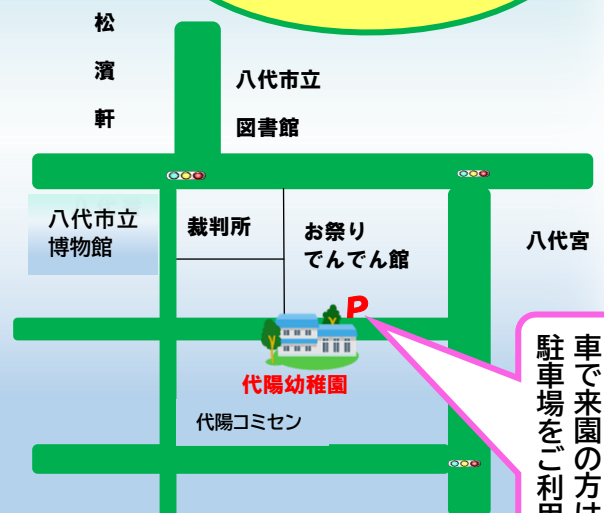 松濱軒
八代市立
図書館
八代市立
博物館
裁判所
お祭り
でんでん館
八代宮
P
代陽幼稚園
代陽コミセン
車で来園の方は
駐車場をご利用